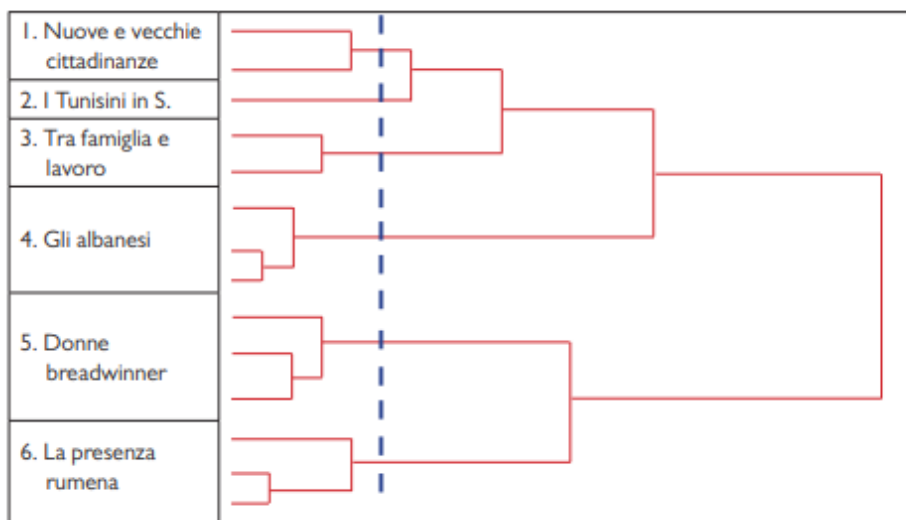 1. Nuove e vecchie
cittadinanze
2. I Tunisini in S.
3. Tra famiglia e
lavoro
4. Gli albanesi
5. Donne
breadwinner
6. La presenza
rumena